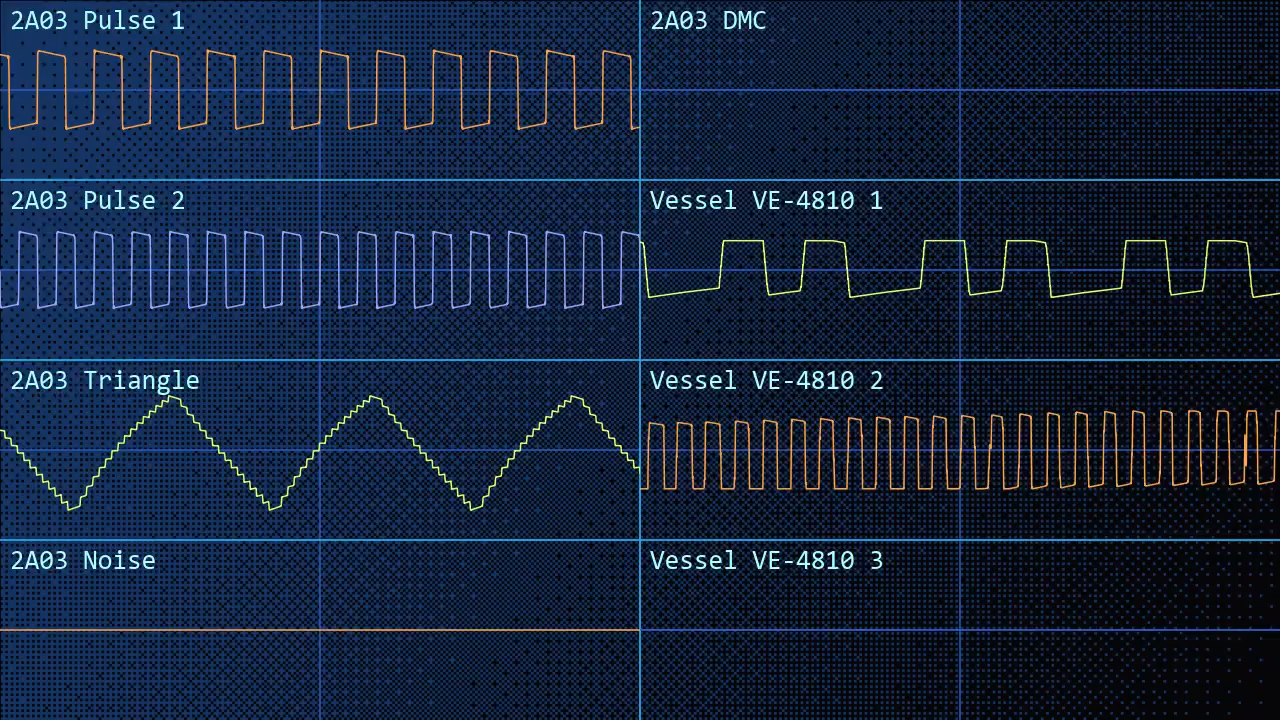 2A03 Pulse 1
2A03 DMC
2A03 Pulse 2
Vessel VE-4810 1
2A03 Triangle
Vessel VE-4810 2
2A03 Noise
Vessel VE-4810 3